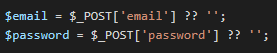 $email = $_POST['email'] ?? '';
$password = $_POST['password'] ?? '';